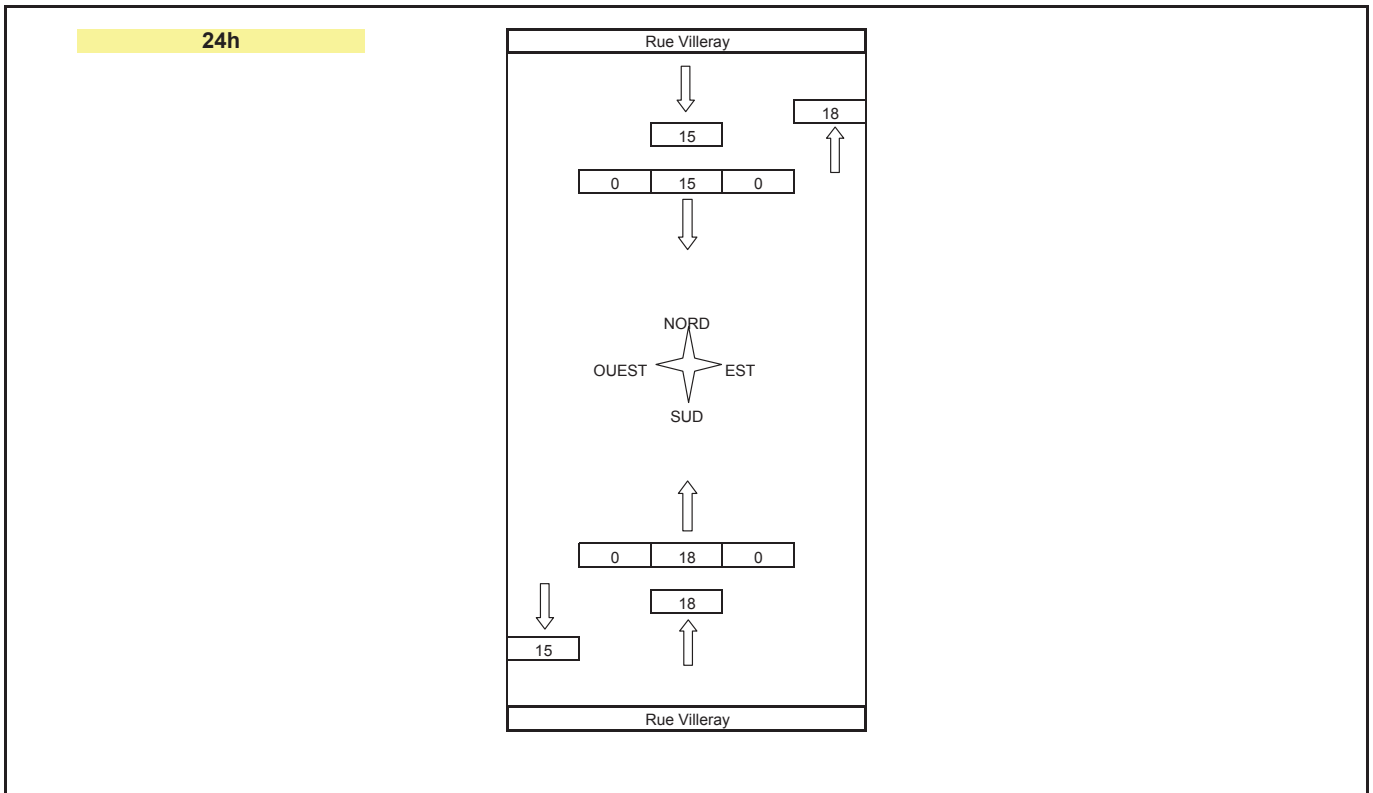 24h
Rue Villeray
18
15
0 15 0
NORD
OUEST EST
SUD
0 18 0
18
15
Rue Villeray